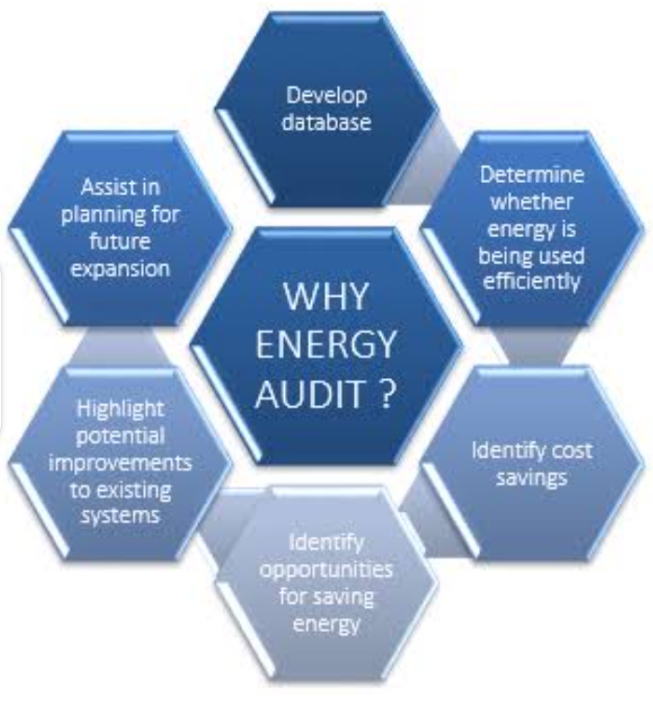 Develop
database
Determine
whether
energy is
being used
efficiently
Identify cost
savings
Identify
opportunities
for saving
energy
Highlight
potential
improvements
to existing
systems
Assist in
planning for
future
expansion
WHY
ENERGY
AUDIT ?